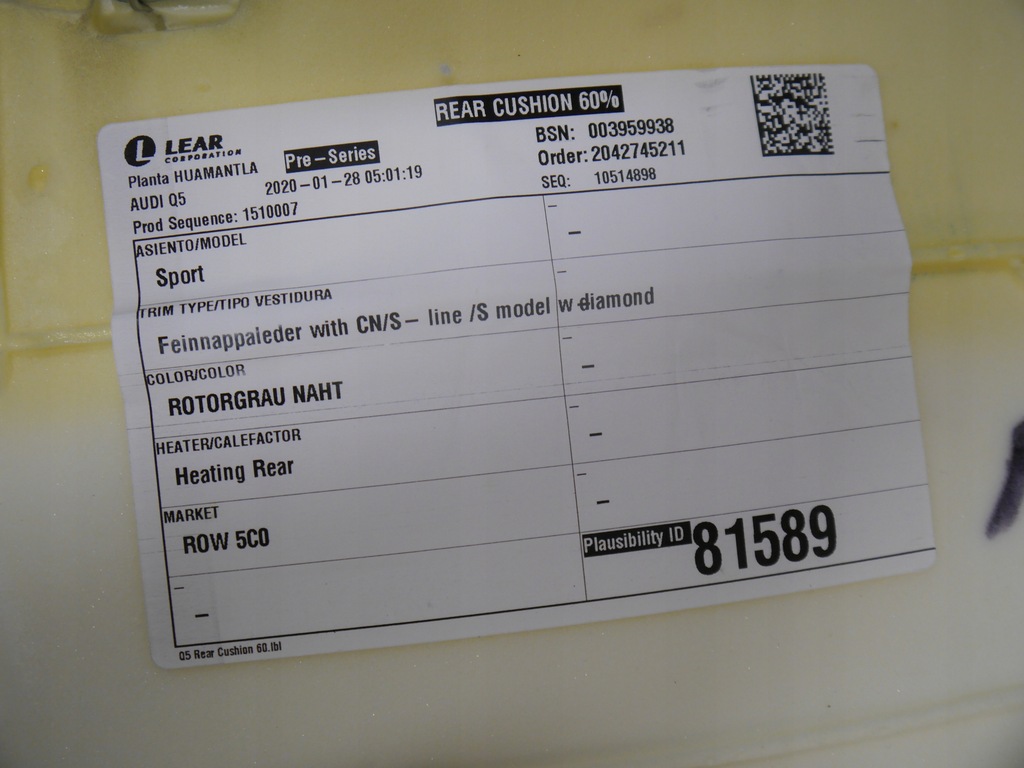 REAR CUSHION 60%
LEAR
CORPORATION
Pre-Series
BSN: 003959938
Planta HUAMANTLA
Order: 2042745211
AUDI Q5
2020-01-28 05:01:19
SEQ: 10514898
Prod Sequence: 1510007
ASIENTO/MODEL
Sport
TRIM TYPE/TIPO VESTIDURA
Feinnappaleder with CN/S- line /S model w diamond
COLOR/COLOR
ROTORGRAU NAHT
HEATER/CALEFACTOR
Heating Rear
MARKET
ROW 5C0
Plausibility ID 81589
Q5 Rear Cushion 60.lbl